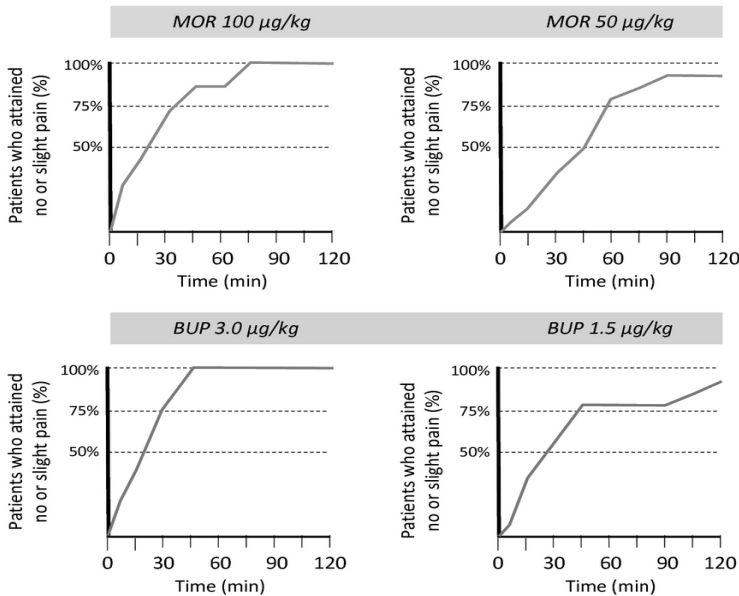 MOR 100 µg/kg
Patients who attained
no or slight pain (%)
100%
75%
50%
0 30 60 90 120
Time (min)
MOR 50 µg/kg
Patients who attained
no or slight pain (%)
100%
75%
50%
0 30 60 90 120
Time (min)
BUP 3.0 µg/kg
Patients who attained
no or slight pain (%)
100%
75%
50%
0 30 60 90 120
Time (min)
BUP 1.5 µg/kg
Patients who attained
no or slight pain (%)
100%
75%
50%
0 30 60 90 120
Time (min)